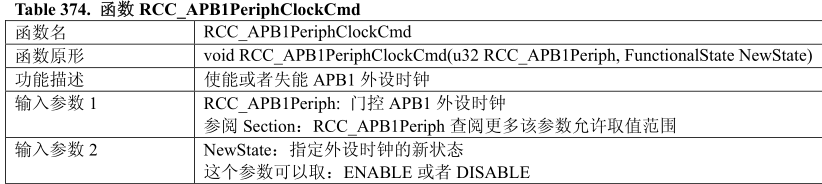 Table 374. 函数 RCC_APB1PeriphClockCmd
函数名 RCC_APB1PeriphClockCmd
函数原形 void RCC_APB1PeriphClockCmd(u32 RCC_APB1Periph, FunctionalState NewState)
功能描述 使能或者失能 APB1 外设时钟
输入参数 1 RCC_APB1Periph: 门控 APB1 外设时钟
参阅 Section：RCC_APB1Periph 查阅更多该参数允许取值范围
输入参数 2 NewState：指定外设时钟的新状态
这个参数可以取：ENABLE 或者 DISABLE